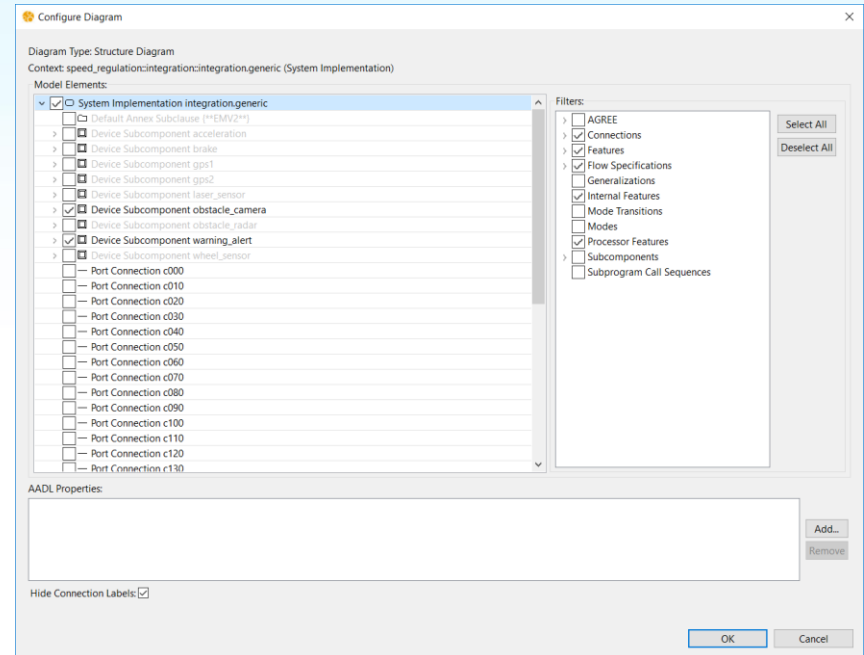 Configure Diagram
Diagram Type: Structure Diagram
Context: speed_regulation::integration::integration.generic (System Implementation)
Model Elements:
System Implementation integration.generic
Default Annex Subclause {**EMV2**}
Device Subcomponent acceleration
Device Subcomponent brake
Device Subcomponent gps1
Device Subcomponent gps2
Device Subcomponent laser_sensor
Device Subcomponent obstacle_camera
Device Subcomponent obstacle_radar
Device Subcomponent warning_alert
Device Subcomponent wheel_sensor
Port Connection c000
Port Connection c010
Port Connection c020
Port Connection c030
Port Connection c040
Port Connection c050
Port Connection c060
Port Connection c070
Port Connection c080
Port Connection c090
Port Connection c100
Port Connection c110
Port Connection c120
Port Connection c130
Filters:
AGREE
Connections
Features
Flow Specifications
Generalizations
Internal Features
Mode Transitions
Modes
Processor Features
Subcomponents
Subprogram Call Sequences
Select All
Deselect All
AADL Properties:
Add...
Remove
Hide Connection Labels:
OK
Cancel